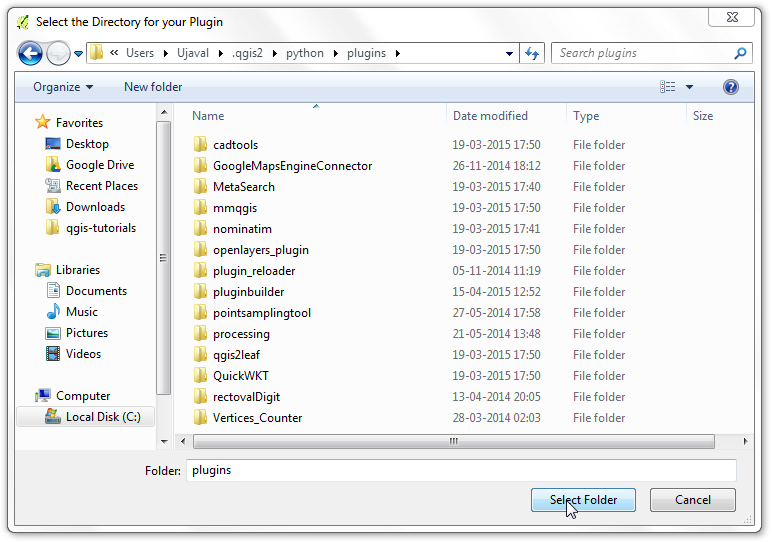 Select the Directory for your Plugin
« Users Ujaval .qgis2 python plugins
Search plugins
Organize New folder
Favorites
Desktop
Google Drive
Recent Places
Downloads
qgis-tutorials
Libraries
Documents
Music
Pictures
Videos
Computer
Local Disk (C:)
Name Date modified Type Size
cadtools 19-03-2015 17:50 File folder
GoogleMapsEngineConnector 26-11-2014 18:12 File folder
MetaSearch 19-03-2015 17:40 File folder
mmqgis 19-03-2015 17:50 File folder
nominatim 19-03-2015 17:41 File folder
openlayers_plugin 19-03-2015 17:50 File folder
plugin_reloader 05-11-2014 11:19 File folder
pluginbuilder 15-04-2015 12:52 File folder
pointsamplingtool 27-05-2014 17:58 File folder
processing 21-05-2014 13:48 File folder
qgis2leaf 19-03-2015 17:50 File folder
QuickWKT 19-03-2015 17:50 File folder
rectovalDigit 13-04-2014 20:05 File folder
Vertices_Counter 28-03-2014 02:03 File folder
Folder: plugins
Select Folder Cancel